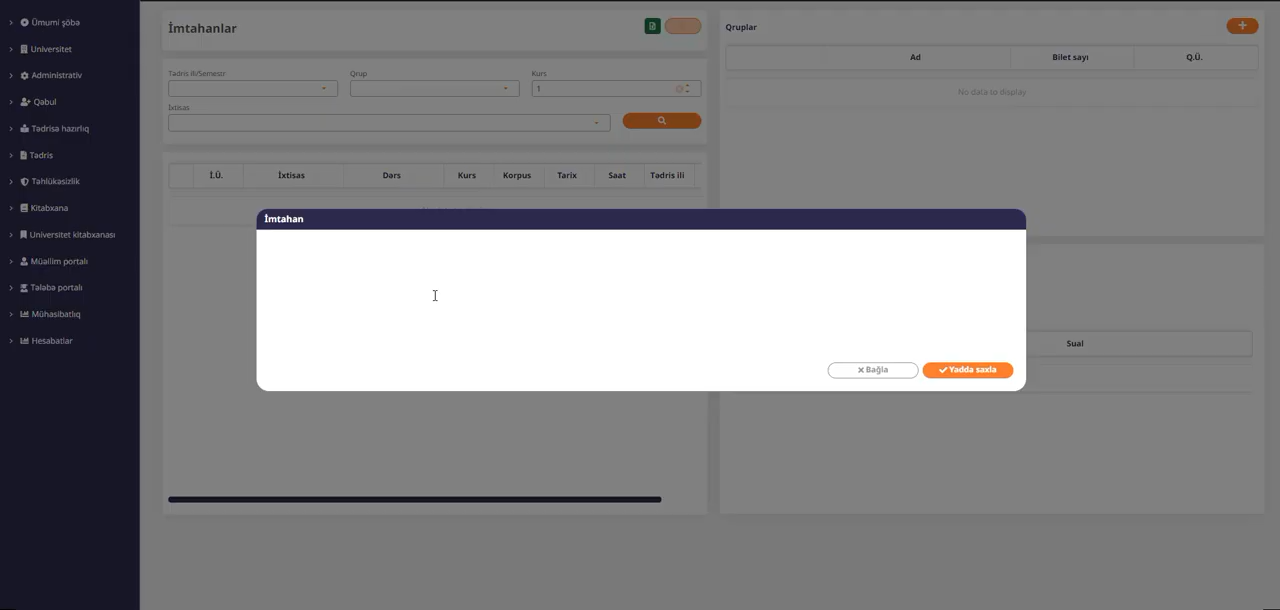 Ümumi şöbə
Universitet
Administrativ
Qəbul
Tədrisə hazırlıq
Tədris
Təhlükəsizlik
Kitabxana
Universitet kitabxanası
Müəllim portalı
Tələbə portalı
Mühasibatlıq
Hesabatlar
İmtahanlar
Tədris ili/Semestr
Qrup
Kurs
1
İxtisas
İ.Ü.
İxtisas
Dərs
Kurs
Korpus
Tarix
Saat
Tədris ili
Qruplar
Ad
Bilet sayı
Q.Ü.
No data to display
İmtahan
Bağla
Yadda saxla
Sual